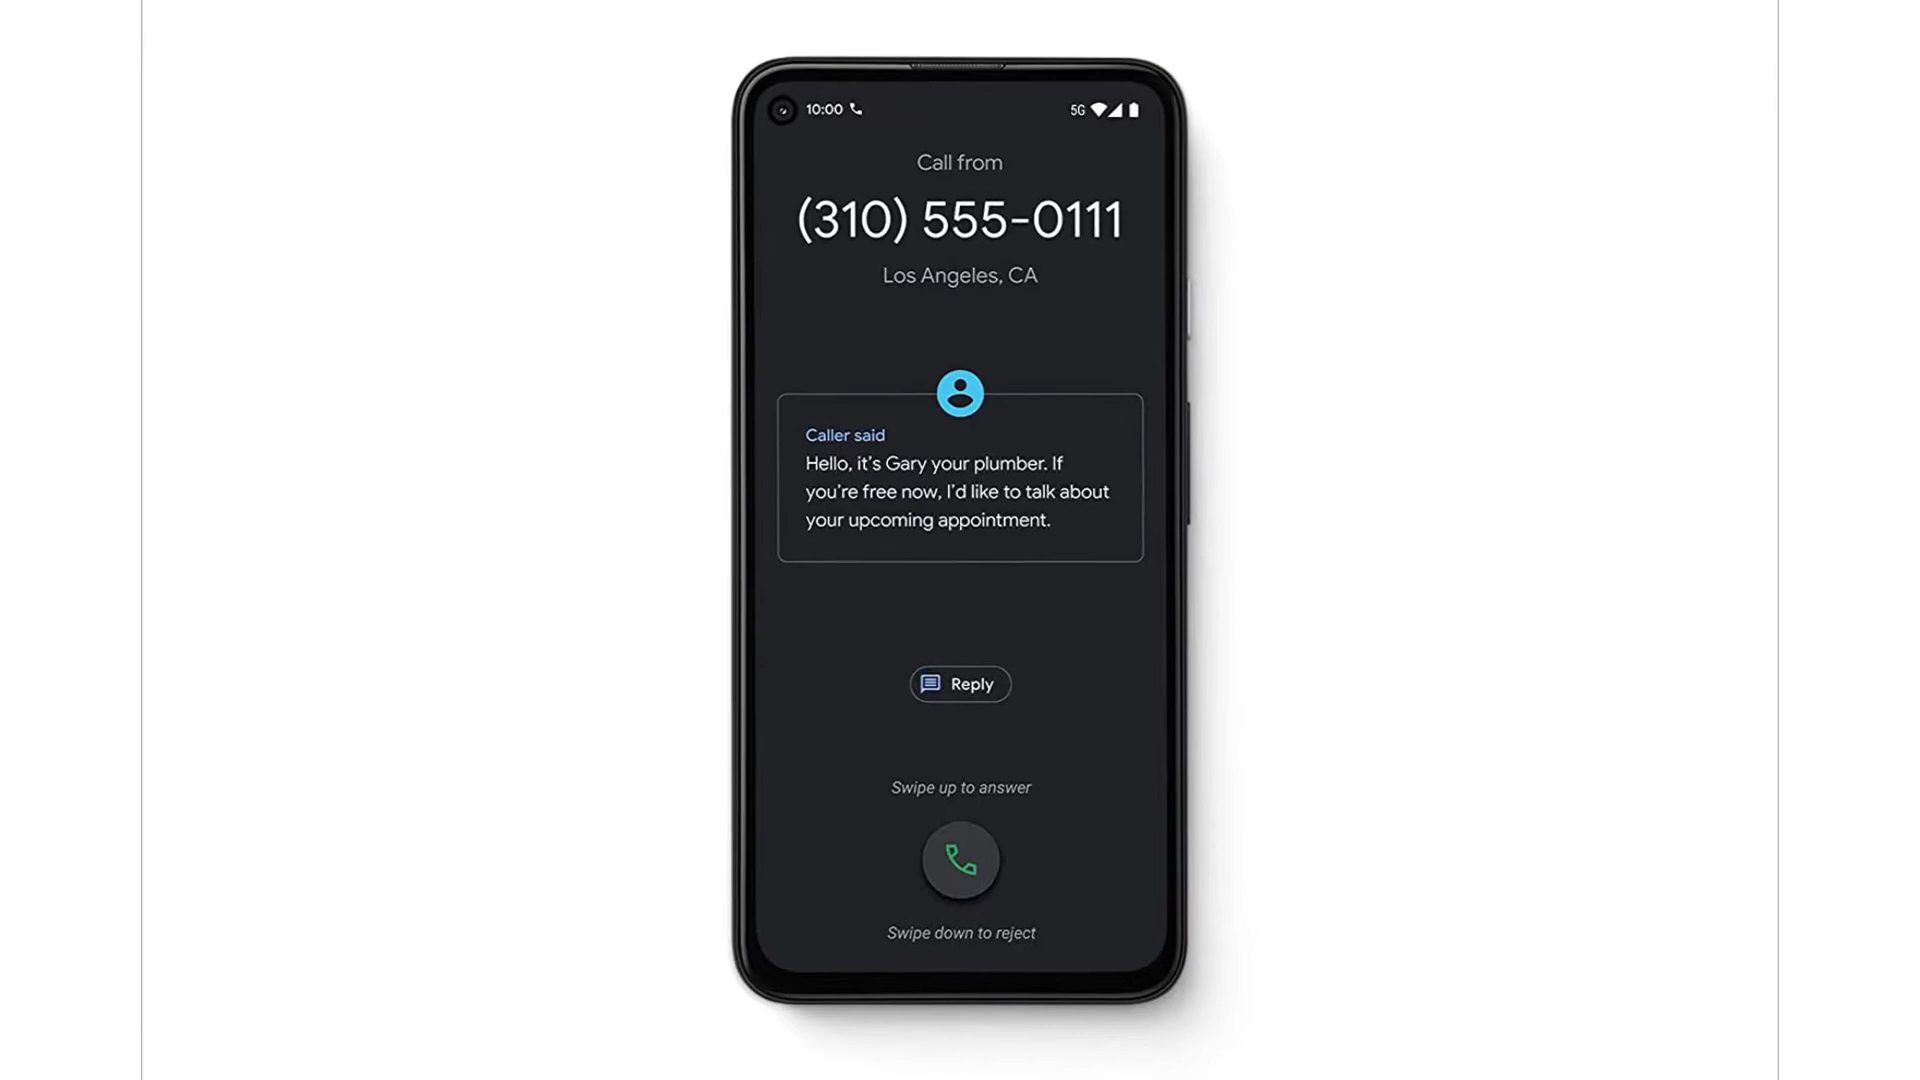 10:00
5G
Call from
(310) 555-0111
Los Angeles, CA
Caller said
Hello, it's Gary your plumber. If
you're free now, I'd like to talk about
your upcoming appointment.
Reply
Swipe up to answer
Swipe down to reject